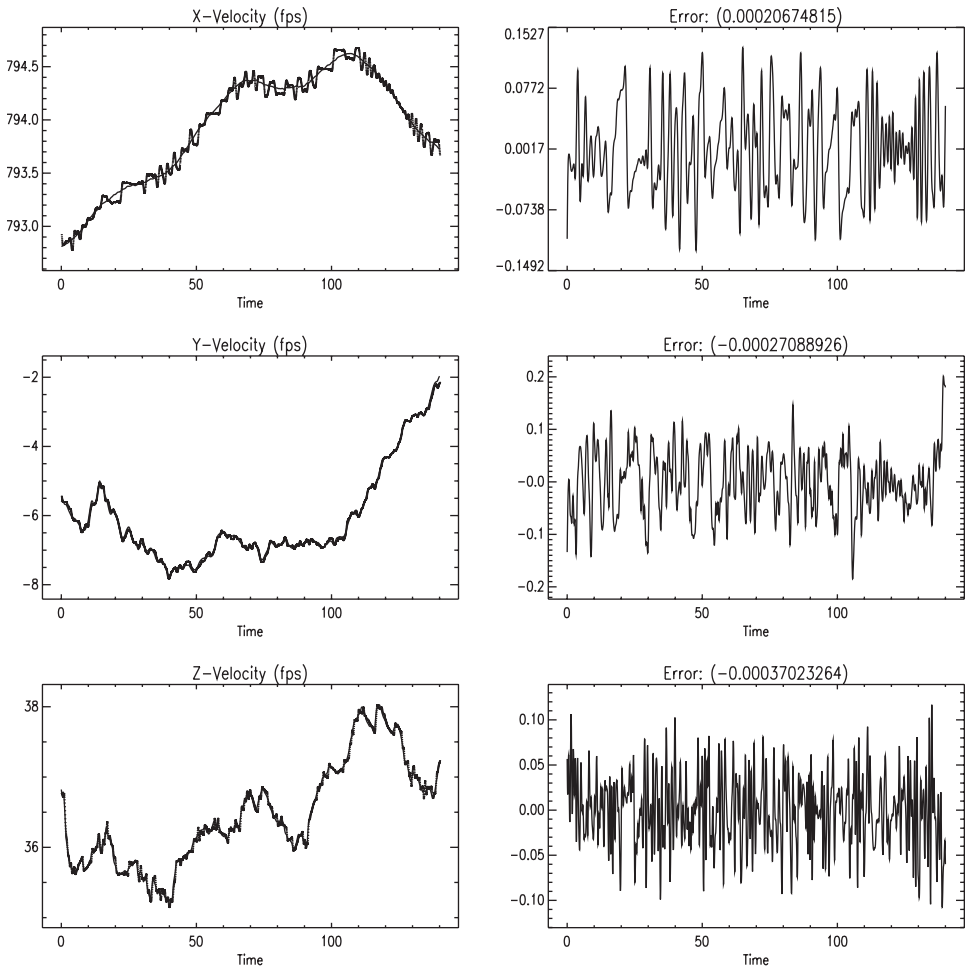 X-Velocity (fps)
794.5
794.0
793.5
793.0
0 50 100
Time
Error: (0.00020674815)
0.1527
0.0772
0.0017
-0.0738
-0.1492
0 100
Time
Y-Velocity (fps)
-2
-4
-6
-8
0 50 100
Time
Error: (-0.00027088926)
0.2
0.1
-0.0
-0.1
-0.2
0 50 100
Time
Z-Velocity (fps)
38
36
0 50 100
Time
Error: (-0.00037023264)
0.10
0.05
0.00
-0.05
-0.10
0 50 100
Time